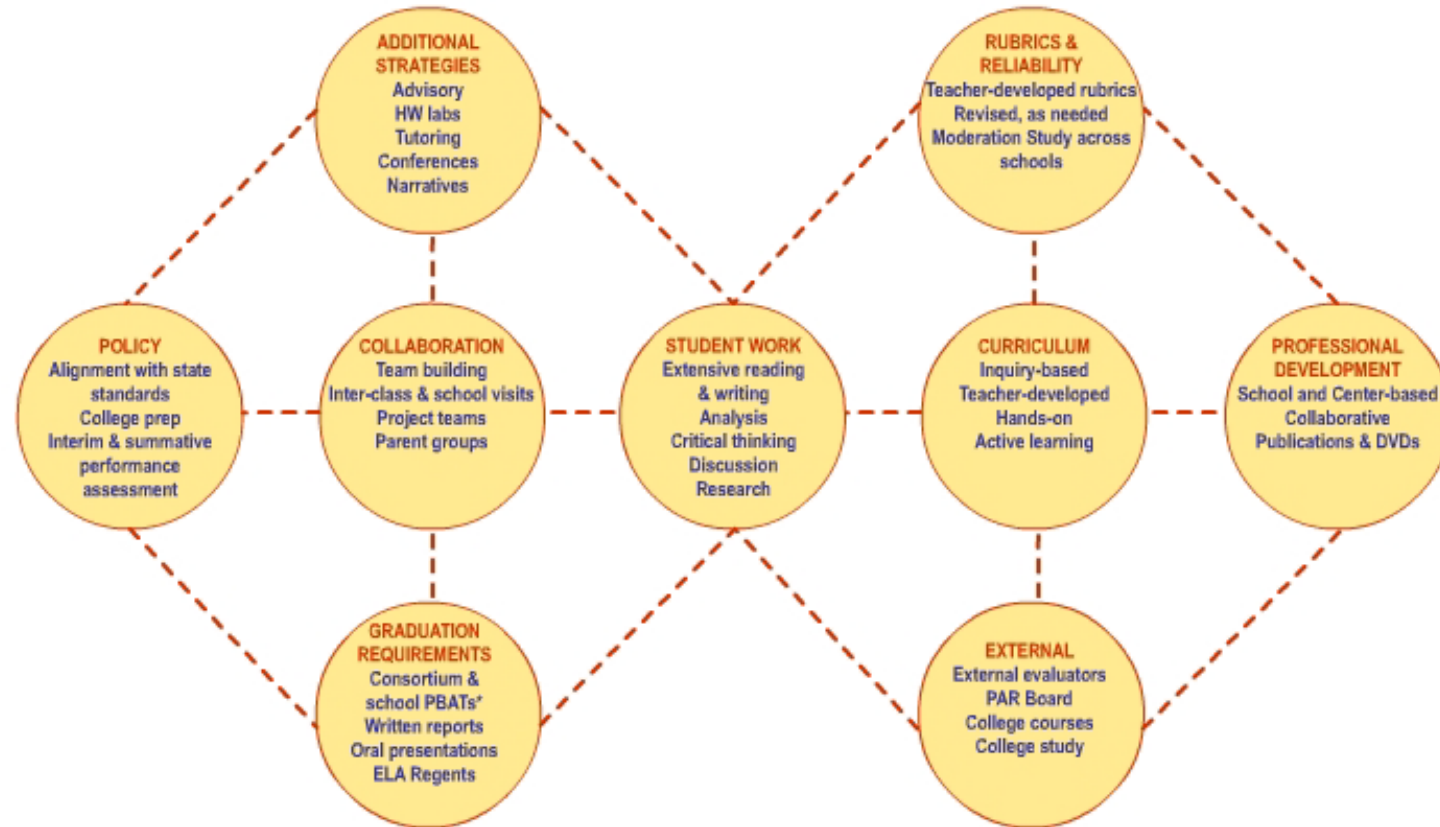 ADDITIONAL
STRATEGIES
Advisory
HW labs
Tutoring
Conferences
Narratives
RUBRICS &
RELIABILITY
Teacher-developed rubrics
Revised, as needed
Moderation Study across
schools
POLICY
Alignment with state
standards
College prep
Interim & summative
performance
assessment
COLLABORATION
Team building
Inter-class & school visits
Project teams
Parent groups
STUDENT WORK
Extensive reading
& writing
Analysis
Critical thinking
Discussion
Research
CURRICULUM
Inquiry-based
Teacher-developed
Hands-on
Active learning
PROFESSIONAL
DEVELOPMENT
School and Center-based
Collaborative
Publications & DVDs
GRADUATION
REQUIREMENTS
Consortium &
school PBATs*
Written reports
Oral presentations
ELA Regents
EXTERNAL
External evaluators
PAR Board
College courses
College study